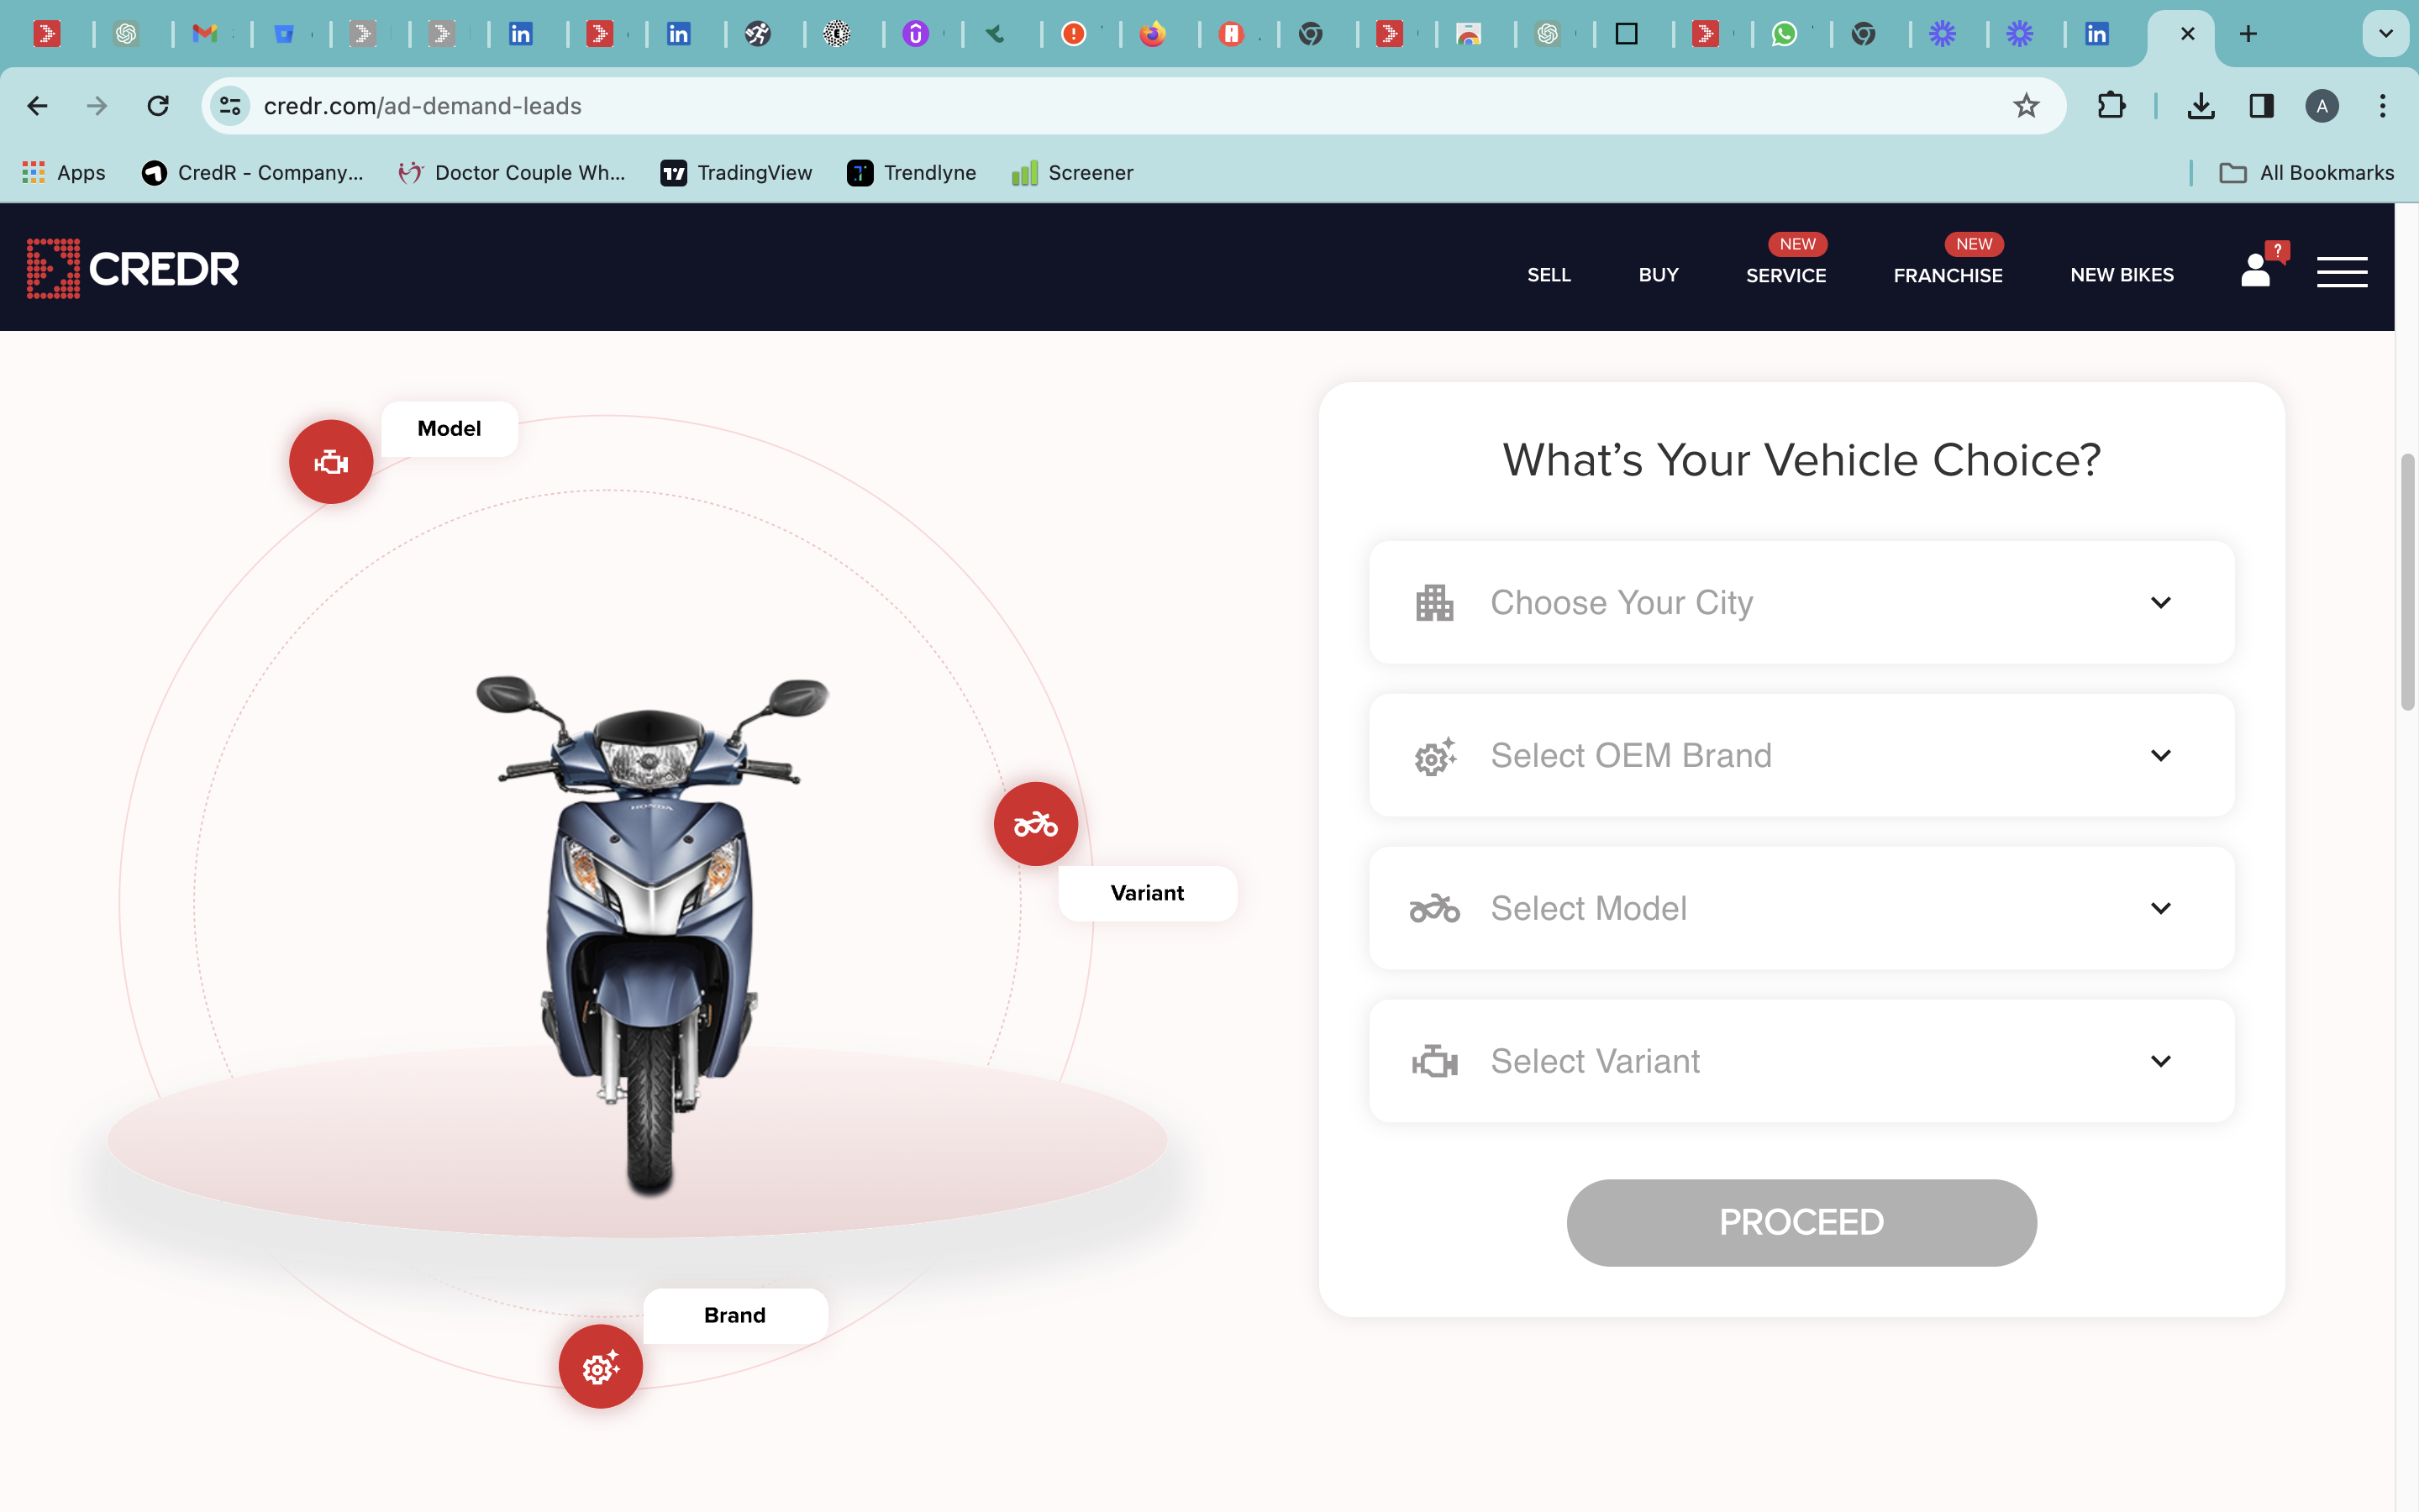 credr.com/ad-demand-leads
A
Apps
CredR - Company...
Doctor Couple Wh...
TradingView
Trendlyne
Screener
All Bookmarks
CREDR
SELL
BUY
NEW
SERVICE
NEW
FRANCHISE
NEW BIKES
?
Model
Variant
HONDA
Brand
What’s Your Vehicle Choice?
Choose Your City
Select OEM Brand
Select Model
Select Variant
PROCEED